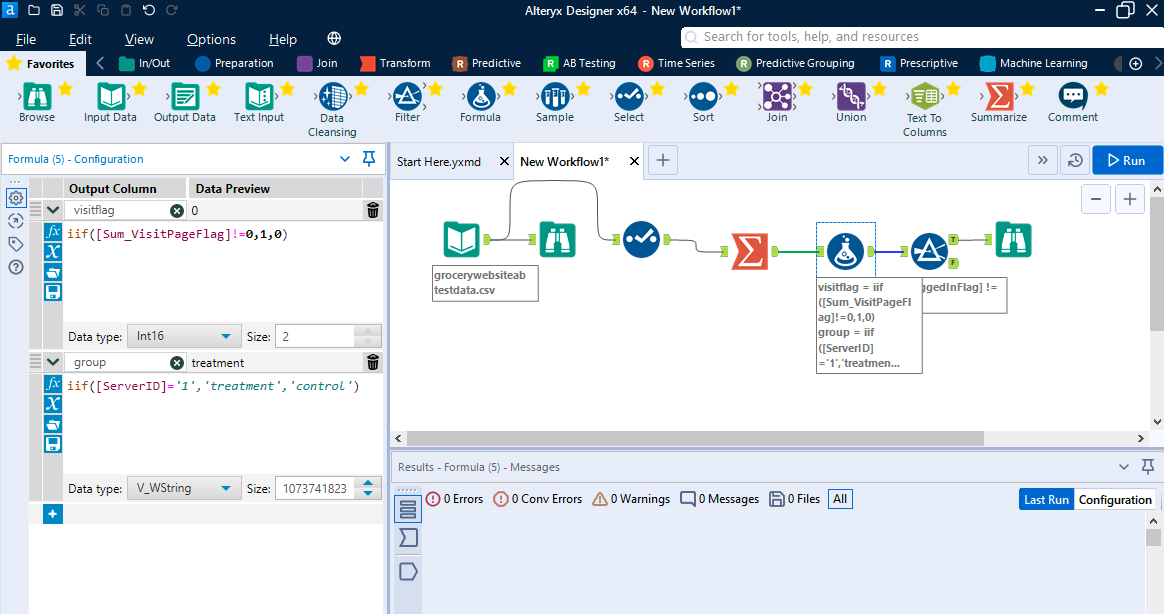 Alteryx Designer x64 - New Workflow1*
File Edit View Options Help
Search for tools, help, and resources
Favorites In/Out Preparation Join Transform Predictive AB Testing Time Series Predictive Grouping Prescriptive Machine Learning
Browse Input Data Output Data Text Input Data Cleansing Filter Formula Sample Select Sort Join Union Text To Columns Summarize Comment
Formula (5) - Configuration
Output Column Data Preview
visitflag 0
iif([Sum_VisitPageFlag]!=0,1,0)
Data type: Int16 Size: 2
group treatment
iif([ServerID]='1','treatment','control')
Data type: V_WString Size: 1073741823
Start Here.yxmd New Workflow1* Run
grocerywebsiteab
testdata.csv
visitflag = iif
([Sum_VisitPageFl
ag]!=0,1,0)
group = iif
([ServerID]
='1','treatmen...
ggedInFlag] !=
T
F
Results - Formula (5) - Messages
0 Errors 0 Conv Errors 0 Warnings 0 Messages 0 Files All Last Run Configuration